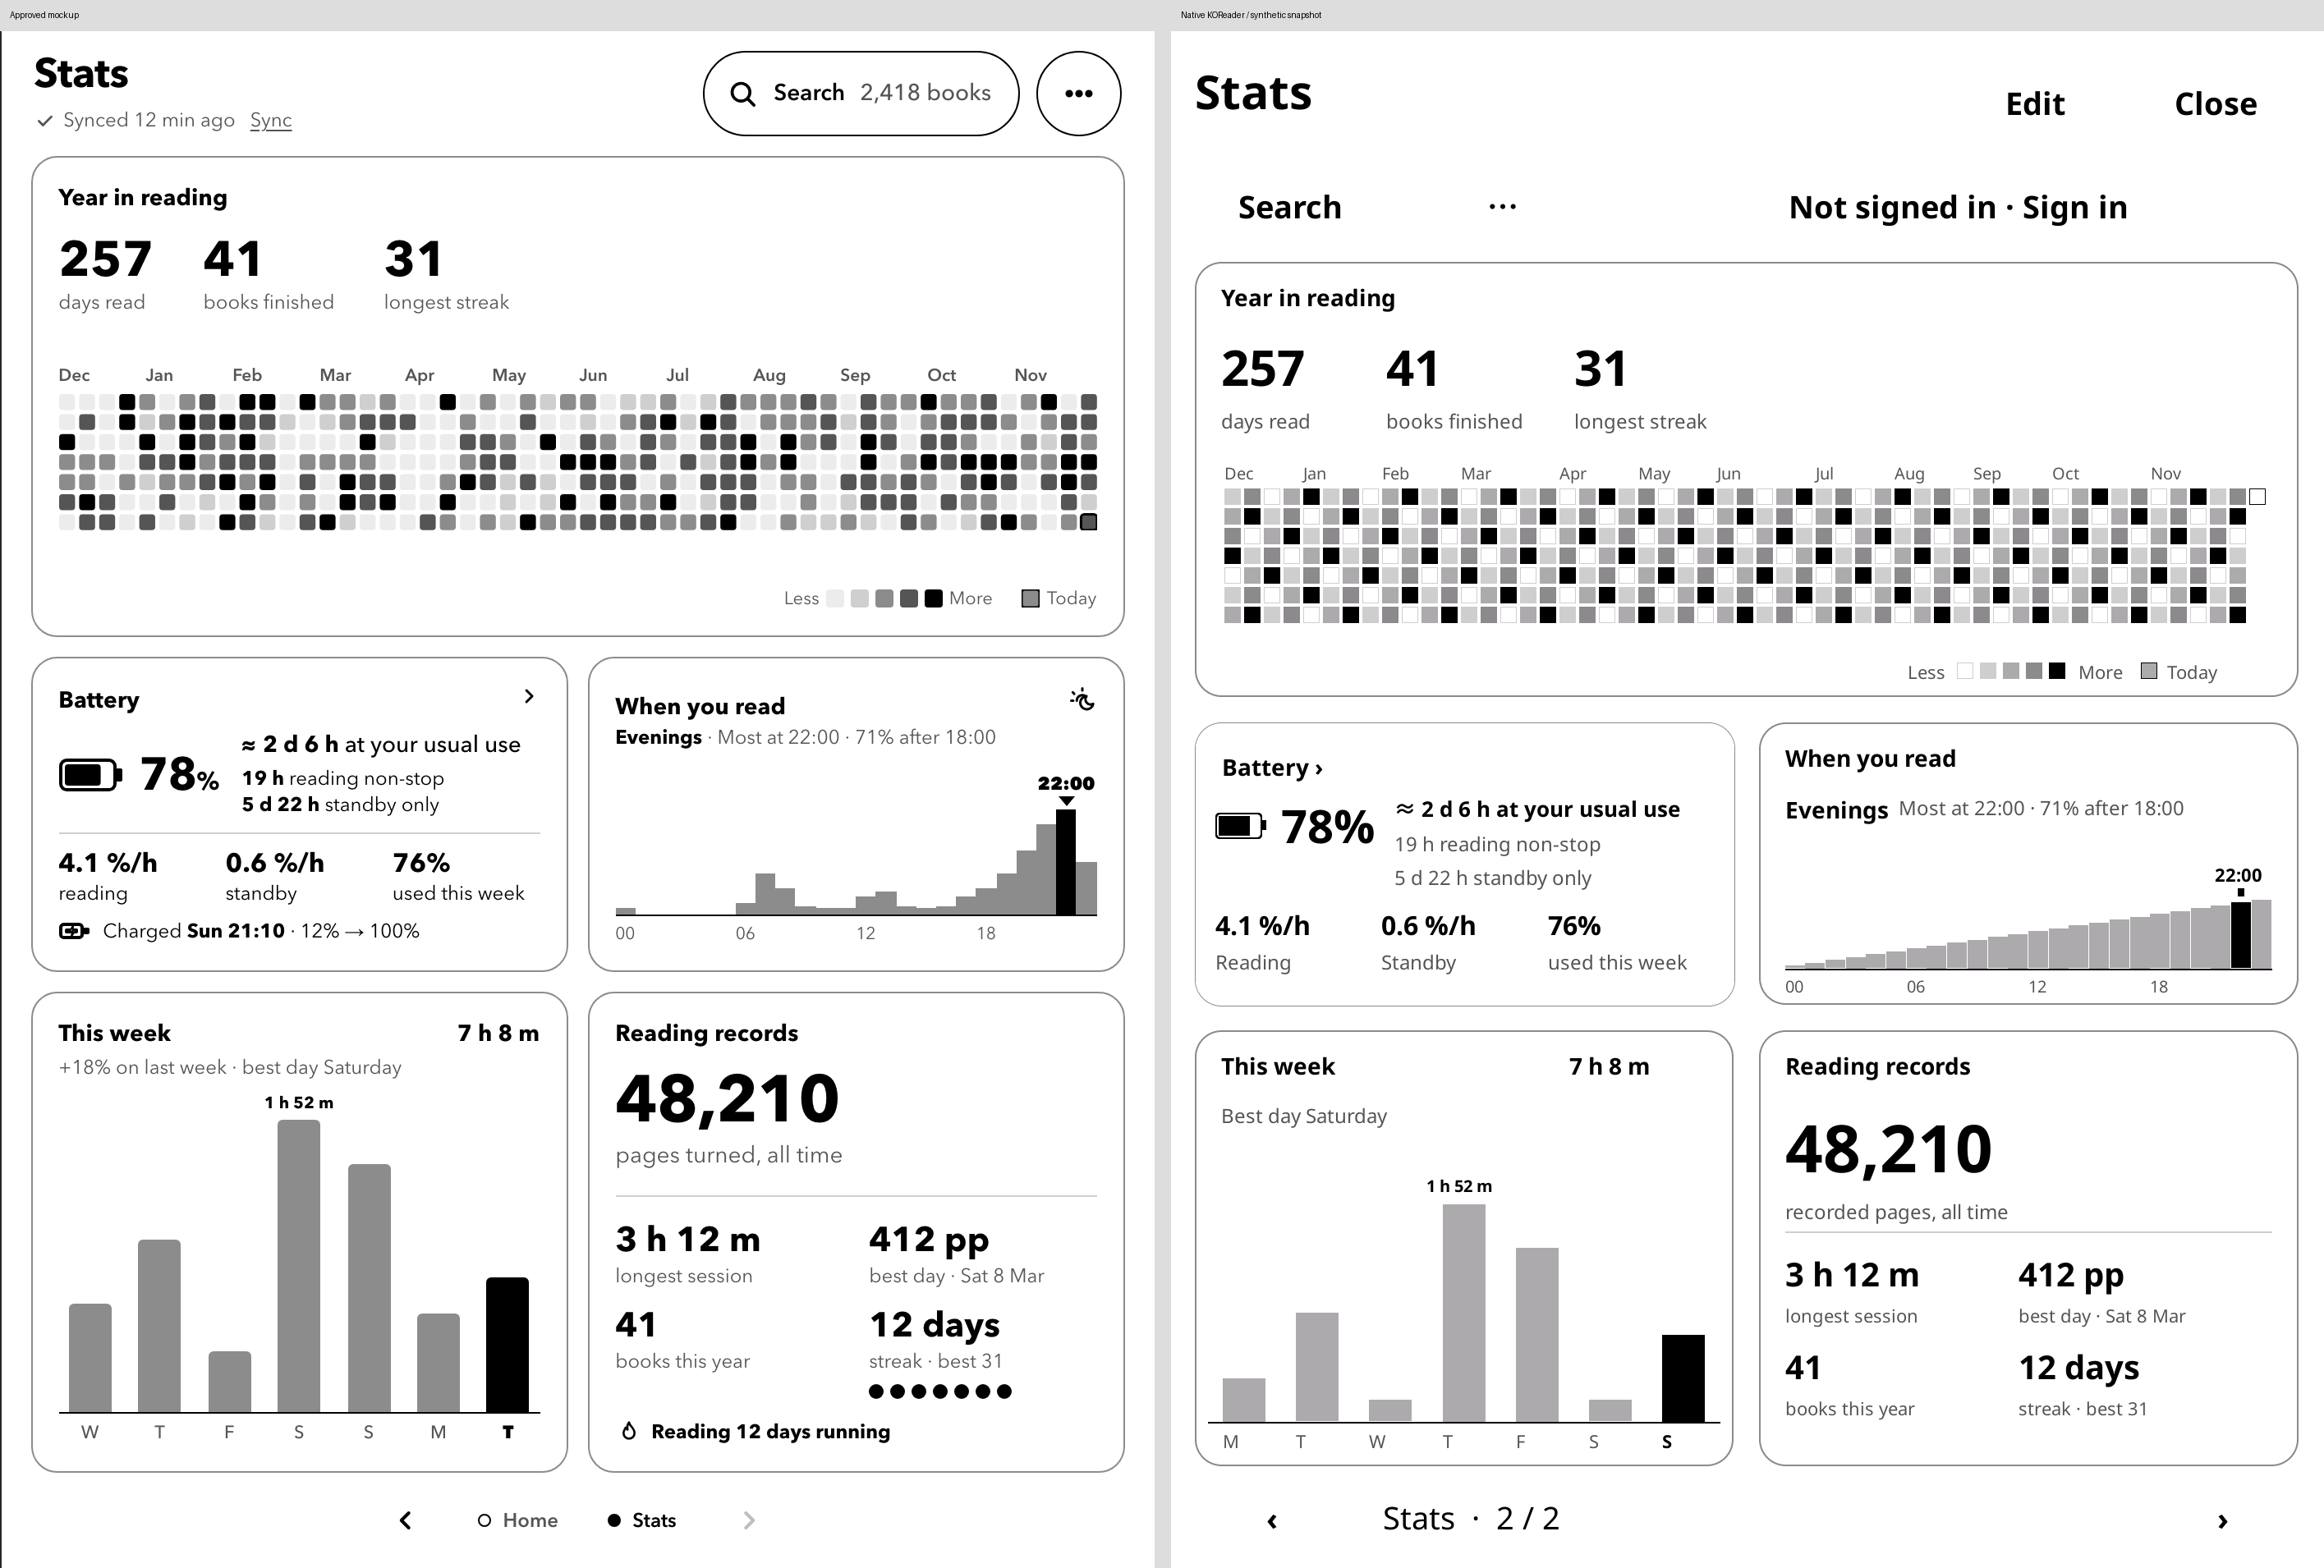 Approved mockup
Stats
Synced 12 min ago Sync
Search 2,418 books
•••
Year in reading
257 41 31
days read books finished longest streak
Dec Jan Feb Mar Apr May Jun Jul Aug Sep Oct Nov
Less More Today
Battery
78%
≈ 2 d 6 h at your usual use
19 h reading non-stop
5 d 22 h standby only
4.1 %/h 0.6 %/h 76%
reading standby used this week
Charged Sun 21:10 · 12% → 100%
When you read
Evenings · Most at 22:00 · 71% after 18:00
22:00
00 06 12 18
This week 7 h 8 m
+18% on last week · best day Saturday
1 h 52 m
W T F S S M T
Reading records
48,210
pages turned, all time
3 h 12 m 412 pp
longest session best day · Sat 8 Mar
41 12 days
books this year streak · best 31
Reading 12 days running
Home Stats
Native KOReader / synthetic snapshot
Stats
Edit Close
Search ... Not signed in · Sign in
Year in reading
257 41 31
days read books finished longest streak
Dec Jan Feb Mar Apr May Jun Jul Aug Sep Oct Nov
Less More Today
Battery ›
78%
≈ 2 d 6 h at your usual use
19 h reading non-stop
5 d 22 h standby only
4.1 %/h 0.6 %/h 76%
Reading Standby used this week
When you read
Evenings Most at 22:00 · 71% after 18:00
22:00
00 06 12 18
This week 7 h 8 m
Best day Saturday
1 h 52 m
M T W T F S S
Reading records
48,210
recorded pages, all time
3 h 12 m 412 pp
longest session best day · Sat 8 Mar
41 12 days
books this year streak · best 31
‹ Stats · 2 / 2 ›